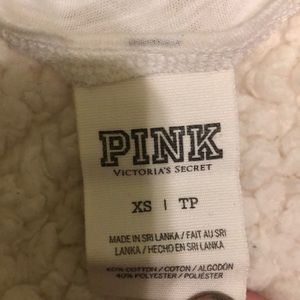 PINK
VICTORIA'S SECRET
XS | TP
MADE IN SRI LANKA / FAIT AU SRI
LANKA / HECHO EN SRI LANKA
60% COTTON / COTON / ALGODÓN
40% POLYESTER / POLIÉSTER